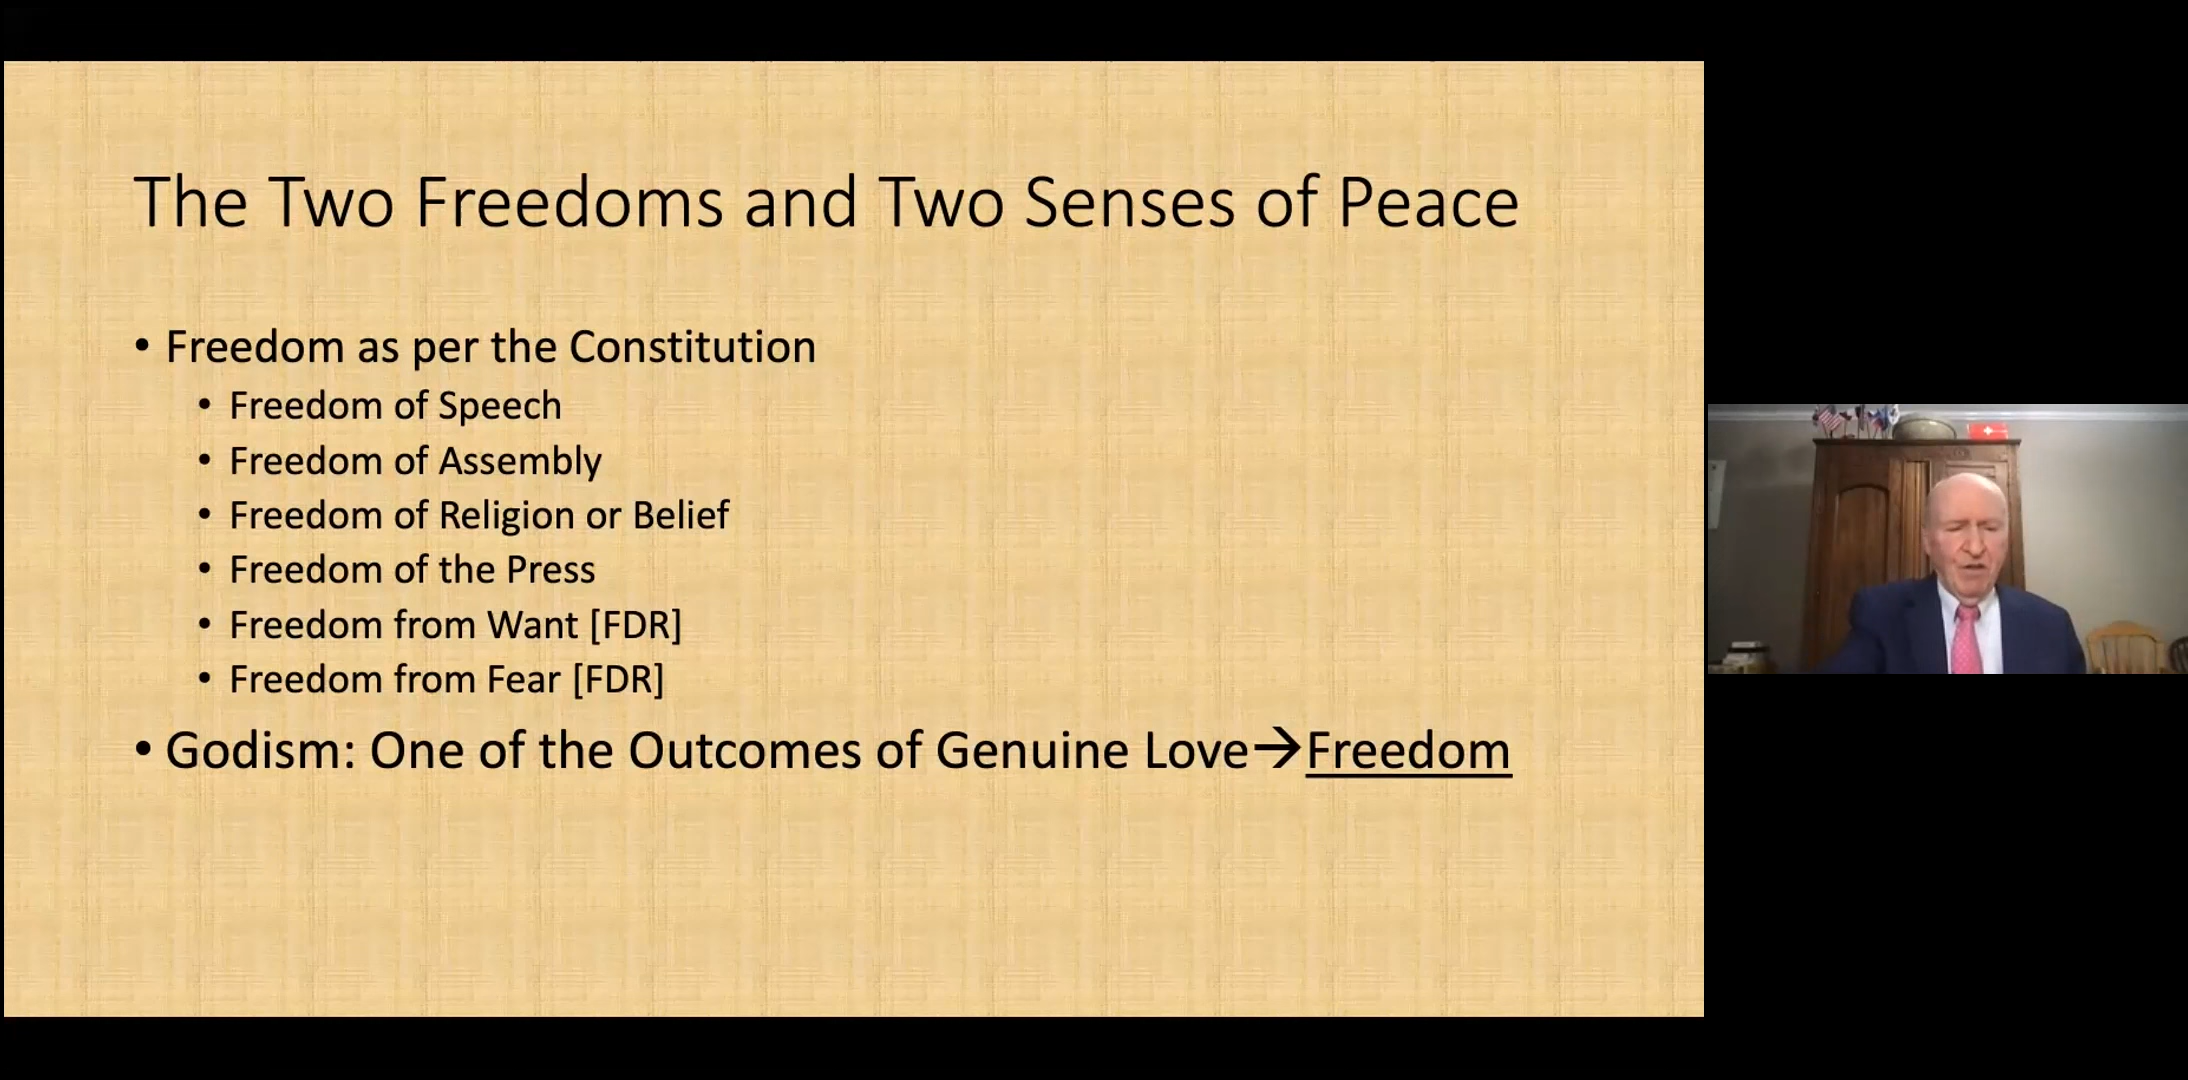 The Two Freedoms and Two Senses of Peace
• Freedom as per the Constitution
• Freedom of Speech
• Freedom of Assembly
• Freedom of Religion or Belief
• Freedom of the Press
• Freedom from Want [FDR]
• Freedom from Fear [FDR]
• Godism: One of the Outcomes of Genuine Love→Freedom